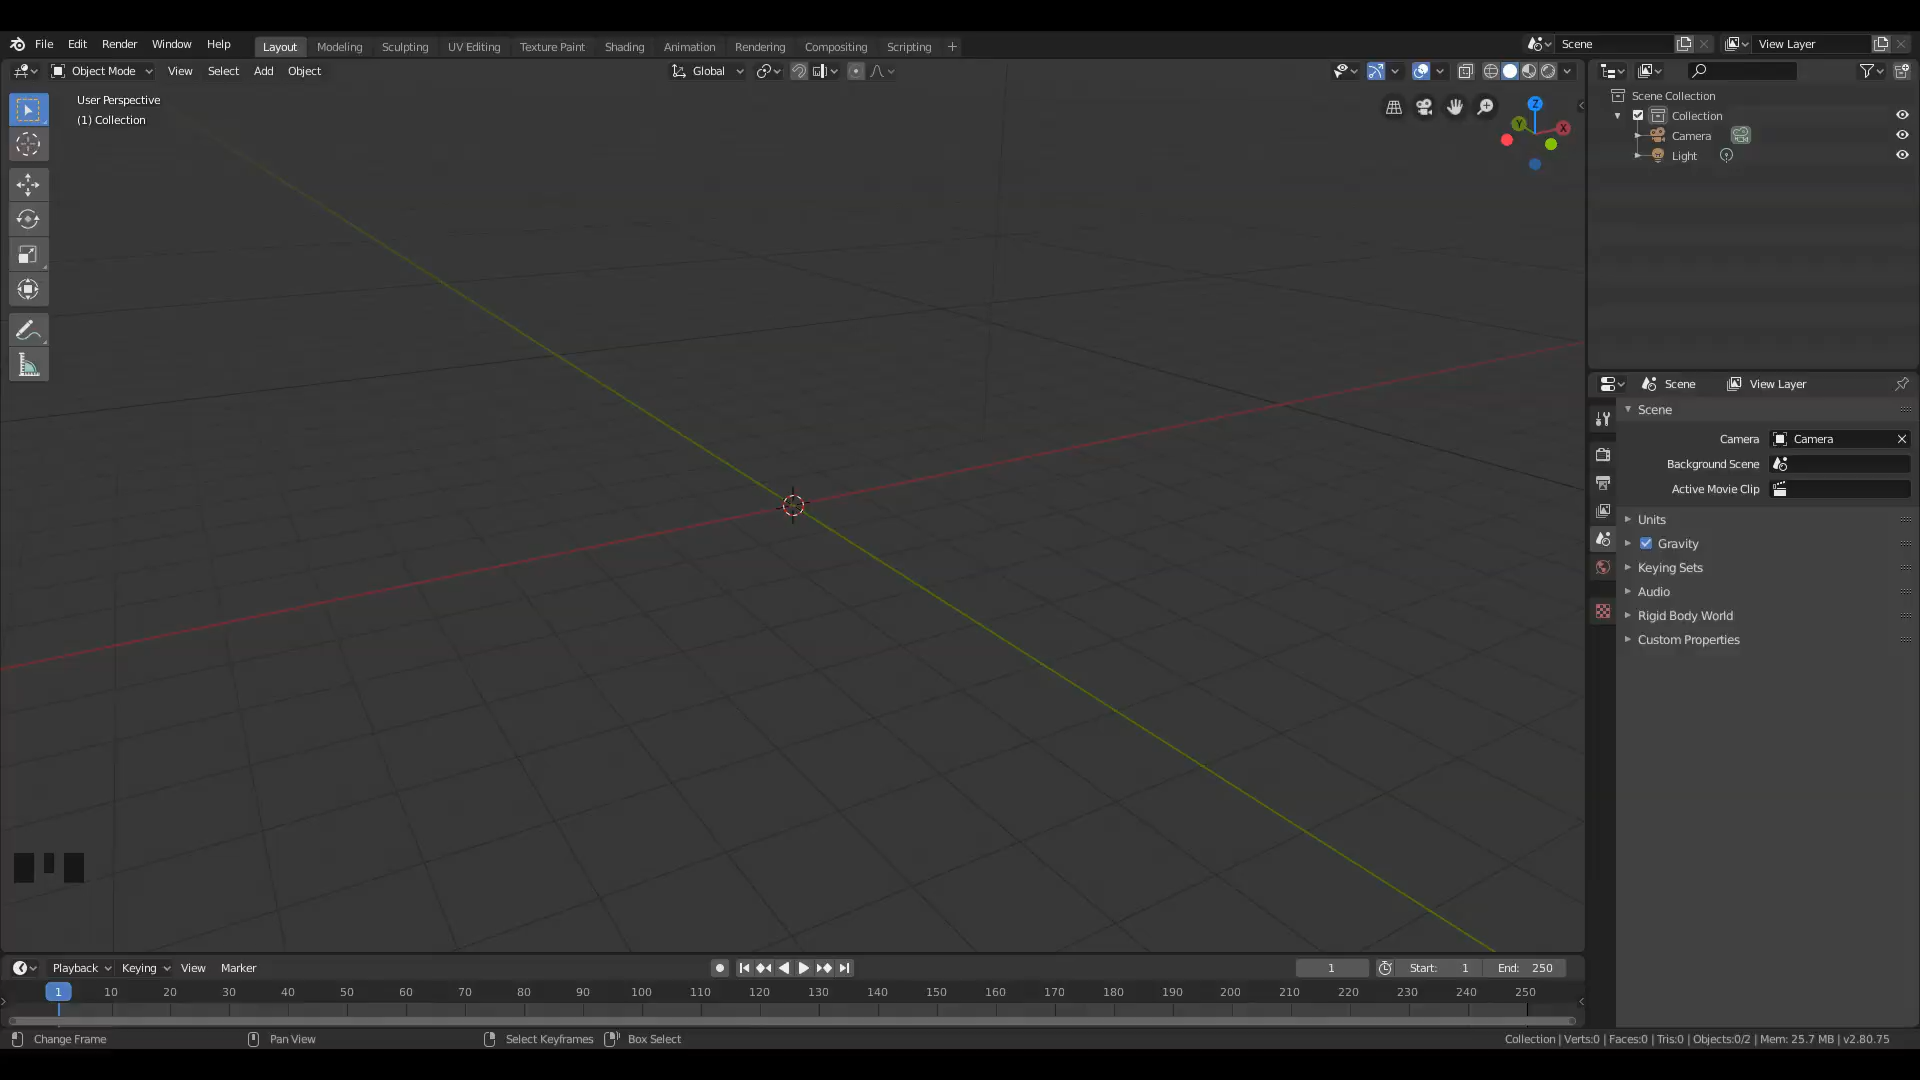 File Edit Render Window Help Layout Modeling Sculpting UV Editing Texture Paint Shading Animation Rendering Compositing Scripting + Scene View Layer
Object Mode View Select Add Object Global
User Perspective
(1) Collection
Z
Y X
Scene Collection
Collection
Camera
Light
Scene View Layer
Scene
Camera Camera
Background Scene
Active Movie Clip
Units
Gravity
Keying Sets
Audio
Rigid Body World
Custom Properties
Playback Keying View Marker 1 Start: 1 End: 250
1 10 20 30 40 50 60 70 80 90 100 110 120 130 140 150 160 170 180 190 200 210 220 230 240 250
Change Frame Pan View Select Keyframes Box Select Collection | Verts:0 | Faces:0 | Tris:0 | Objects:0/2 | Mem: 25.7 MB | v2.80.75